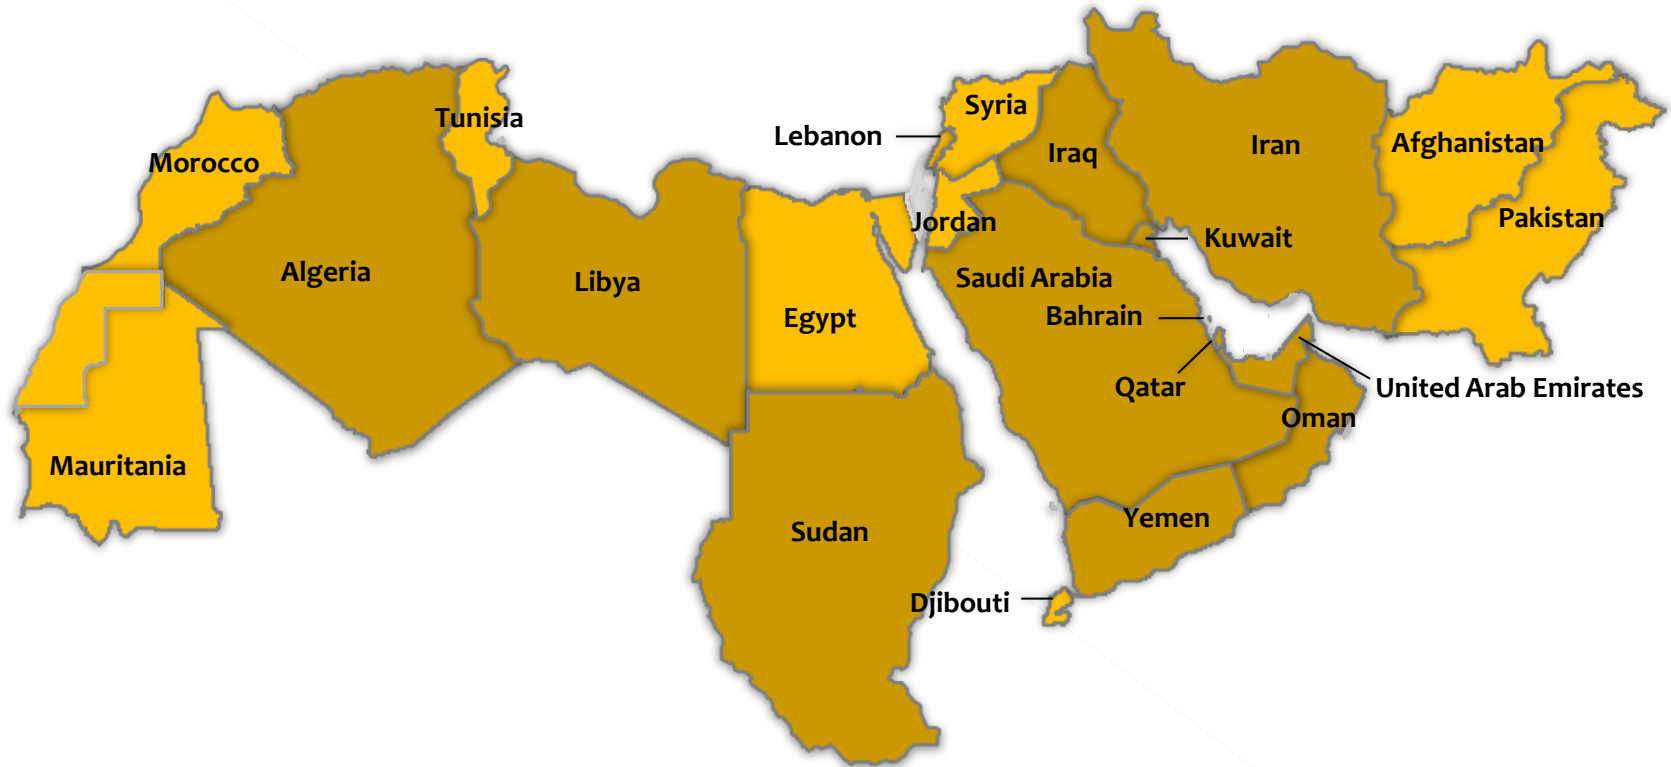 Syria
Tunisia
Lebanon
Iraq
Iran
Afghanistan
Morocco
Jordan
Pakistan
Kuwait
Algeria
Libya
Saudi Arabia
Egypt
Bahrain
Qatar
United Arab Emirates
Oman
Mauritania
Yemen
Sudan
Djibouti